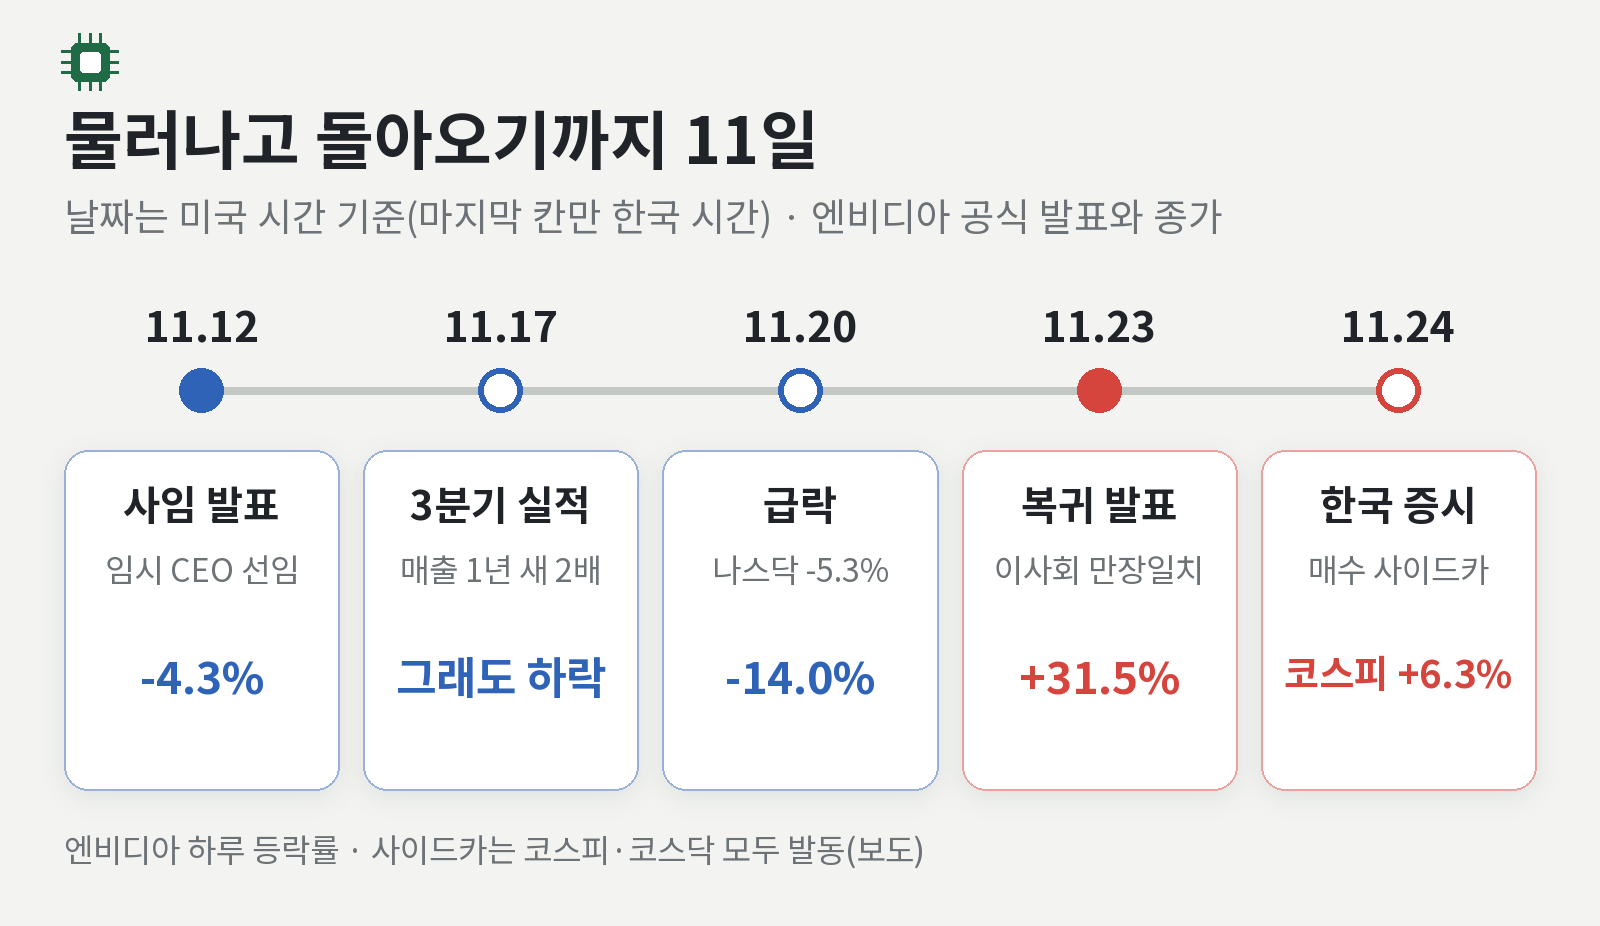 물러나고 돌아오기까지 11일
날짜는 미국 시간 기준(마지막 칸만 한국 시간) · 엔비디아 공식 발표와 종가
11.12
11.17
11.20
11.23
11.24
사임 발표
임시 CEO 선임
-4.3%
3분기 실적
매출 1년 새 2배
그래도 하락
급락
나스닥 -5.3%
-14.0%
복귀 발표
이사회 만장일치
+31.5%
한국 증시
매수 사이드카
코스피 +6.3%
엔비디아 하루 등락률 · 사이드카는 코스피·코스닥 모두 발동(보도)